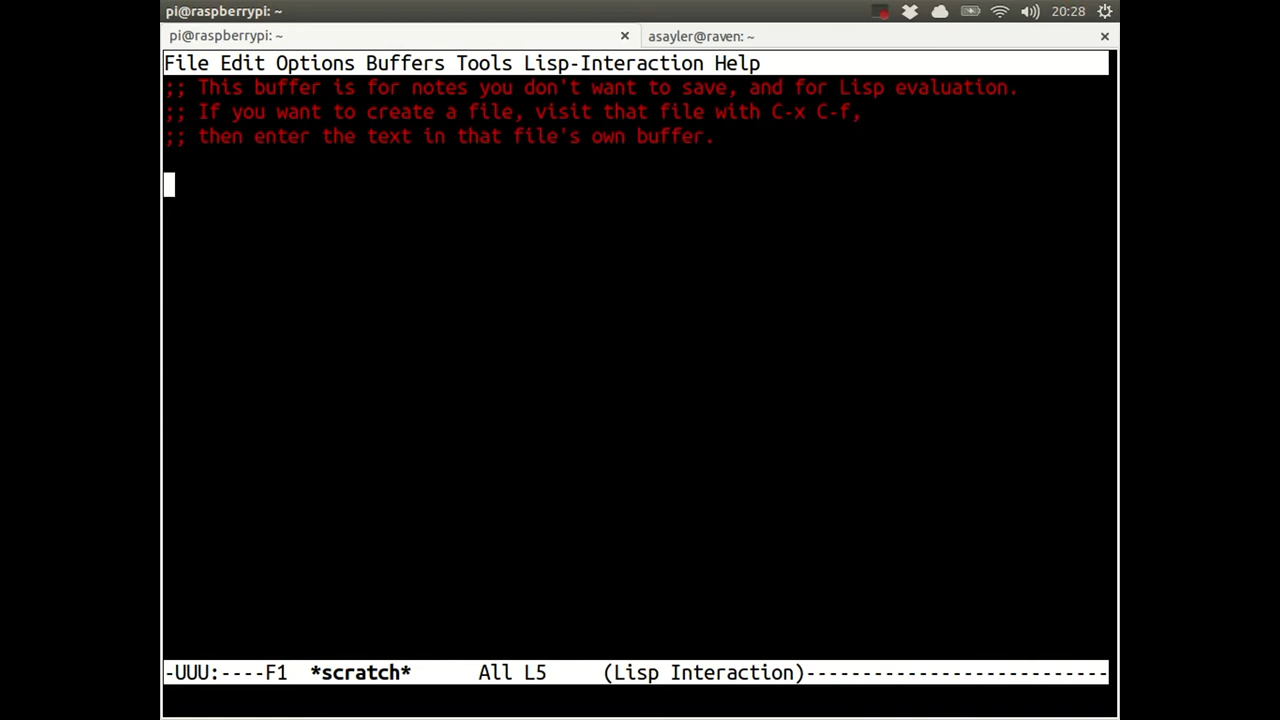 pi@raspberrypi: ~
20:28
pi@raspberrypi: ~ × asayler@raven: ~ ×
File Edit Options Buffers Tools Lisp-Interaction Help
;; This buffer is for notes you don't want to save, and for Lisp evaluation.
;; If you want to create a file, visit that file with C-x C-f,
;; then enter the text in that file's own buffer.
-UUU:----F1  *scratch*      All L5     (Lisp Interaction)---------------------------